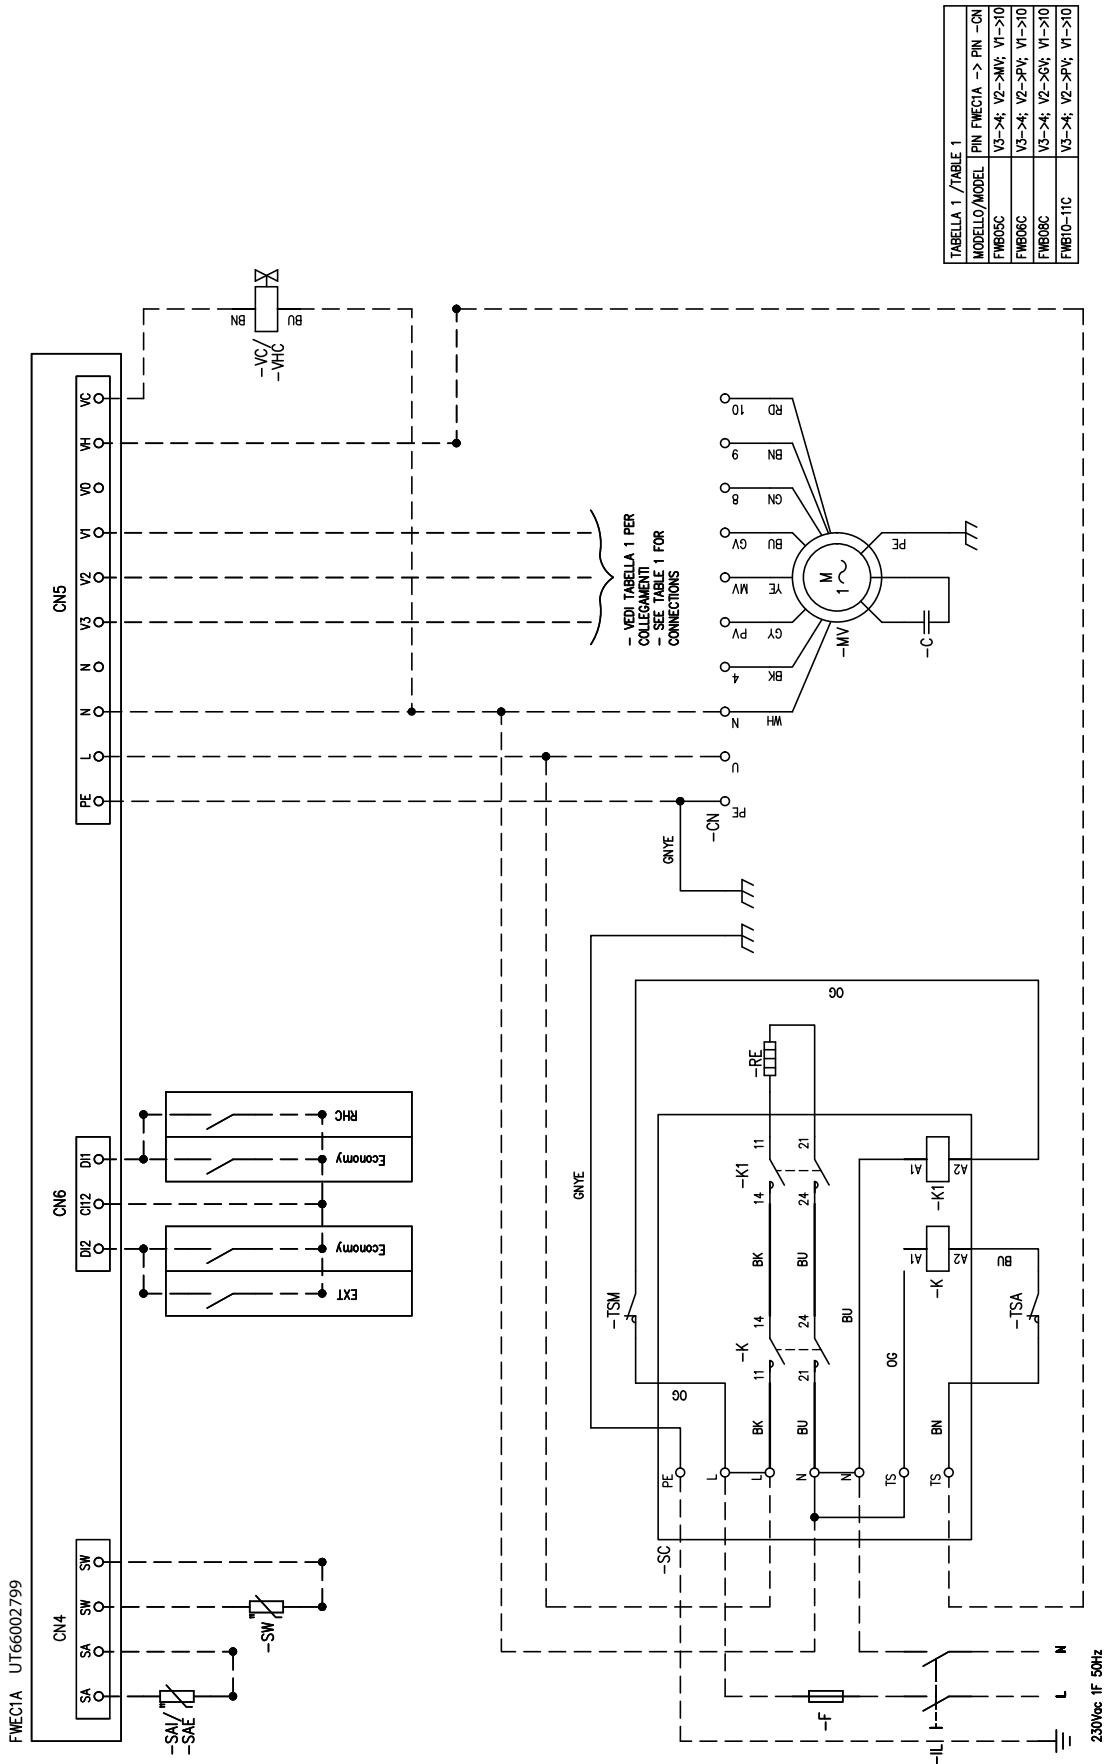 FWEC1A UT66002799
CN4
SA
SA
SW
SW
-SAI/
-SAE
-SW
CN6
DI2
CI12
DI1
EXT
Economy
Economy
RHC
CN5
PE
L
N
N
V3
V2
V1
V0
VH
VC
BN
BU
-VC/
-VHC
- VEDI TABELLA 1 PER
COLLEGAMENTI
- SEE TABLE 1 FOR
CONNECTIONS
-CN
PE
U
N
4
PV
MV
GV
8
9
10
WH
BK
GY
YE
BU
GN
BN
RD
M
1~
-MV
PE
-C
GNYE
GNYE
OG
-TSM
OG
-SC
PE
L
L
N
N
TS
TS
BK
11
-K
14
BK
14
-K1
11
-RE
BU
21
24
BU
24
21
BU
OG
A1
-K
A2
A1
-K1
A2
BN
BU
-TSA
-F
-IL
L
N
230Vac 1F 50Hz
TABELLA 1 /TABLE 1
MODELLO/MODEL PIN FWEC1A -> PIN -CN
FWB05C V3->4; V2->MV; V1->10
FWB06C V3->4; V2->PV; V1->10
FWB08C V3->4; V2->GV; V1->10
FWB10-11C V3->4; V2->PV; V1->10